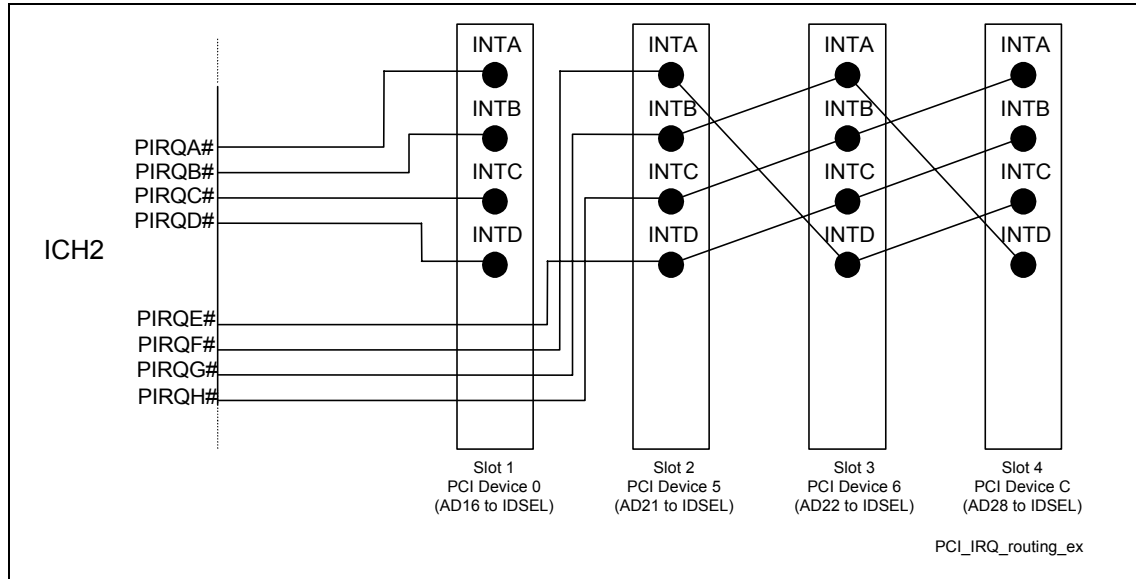 INTA
INTA
INTA
INTA
INTB
INTB
INTB
INTB
PIRQA#
PIRQB#
PIRQC#
PIRQD#
INTC
INTC
INTC
INTC
INTD
INTD
INTD
INTD
ICH2
PIRQE#
PIRQF#
PIRQG#
PIRQH#
Slot 1
PCI Device 0
(AD16 to IDSEL)
Slot 2
PCI Device 5
(AD21 to IDSEL)
Slot 3
PCI Device 6
(AD22 to IDSEL)
Slot 4
PCI Device C
(AD28 to IDSEL)
PCI_IRQ_routing_ex